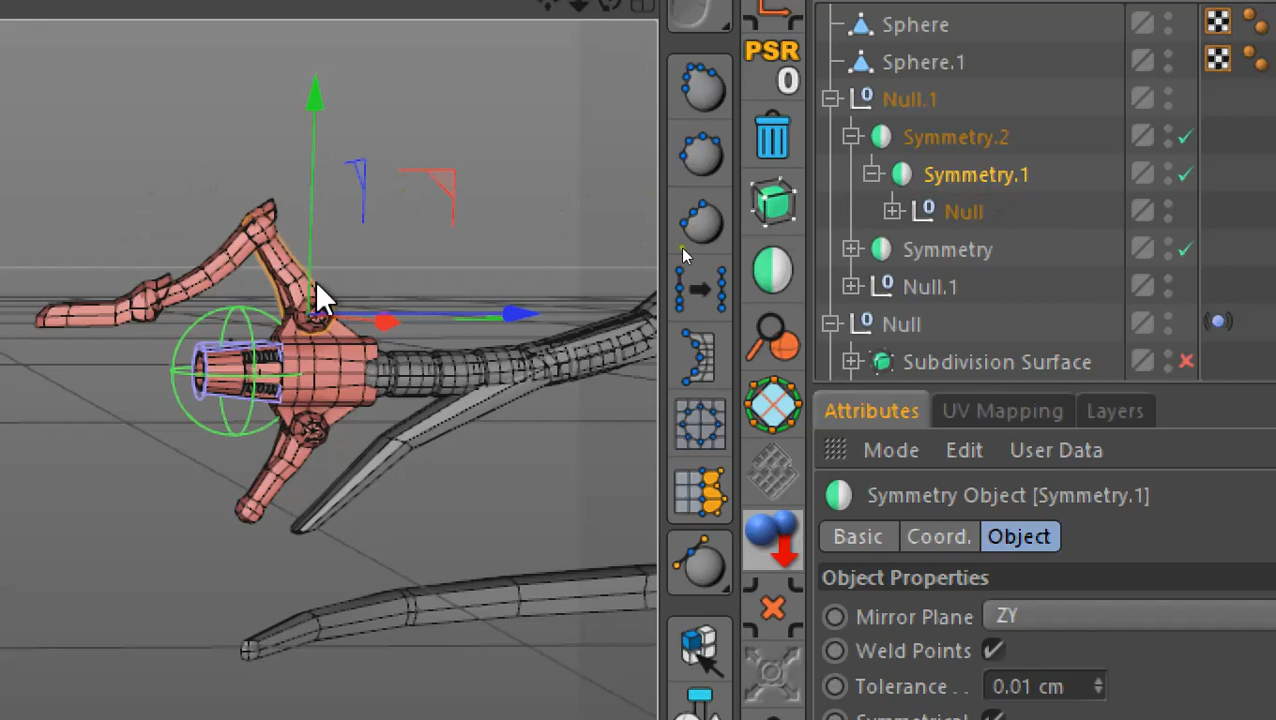 PSR
0
Sphere
Sphere.1
Null.1
Symmetry.2
Symmetry.1
Null
Symmetry
Null.1
Null
Subdivision Surface
Attributes UV Mapping Layers
Mode Edit User Data
Symmetry Object [Symmetry.1]
Basic Coord. Object
Object Properties
Mirror Plane ZY
Weld Points
Tolerance . . 0.01 cm
Symmetrical